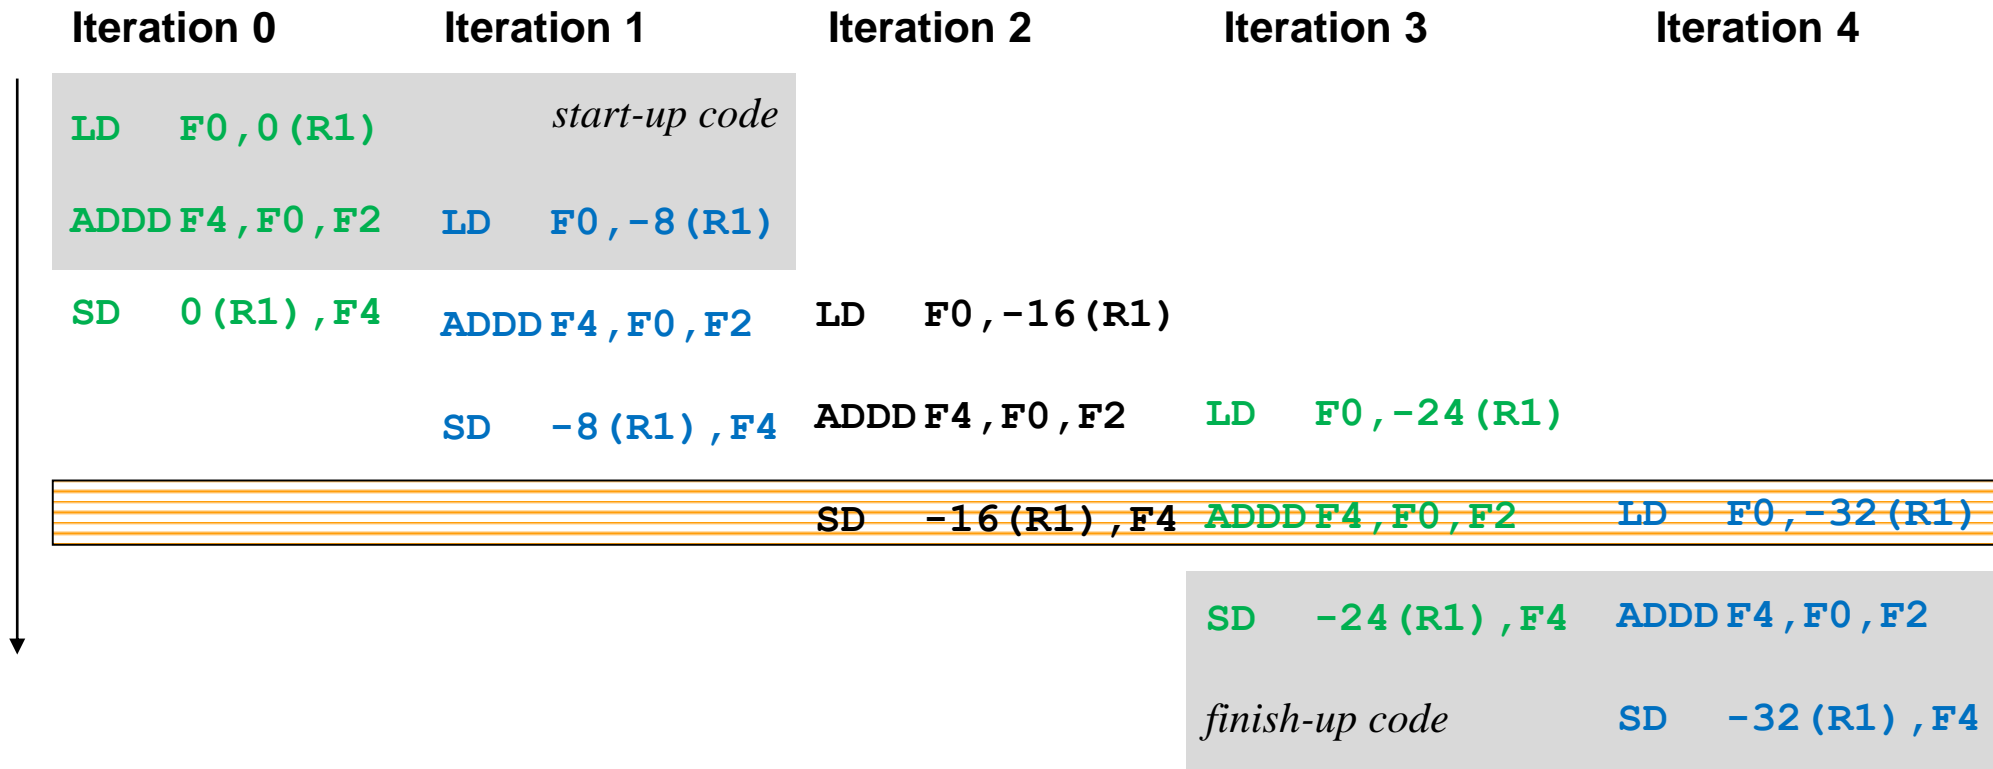 Iteration 0 Iteration 1 Iteration 2 Iteration 3 Iteration 4
start-up code
LD F0,0(R1)
ADDD F4,F0,F2 LD F0,-8(R1)
SD 0(R1),F4 ADDD F4,F0,F2 LD F0,-16(R1)
SD -8(R1),F4 ADDD F4,F0,F2 LD F0,-24(R1)
SD -16(R1),F4 ADDD F4,F0,F2 LD F0,-32(R1)
SD -24(R1),F4 ADDD F4,F0,F2
finish-up code SD -32(R1),F4